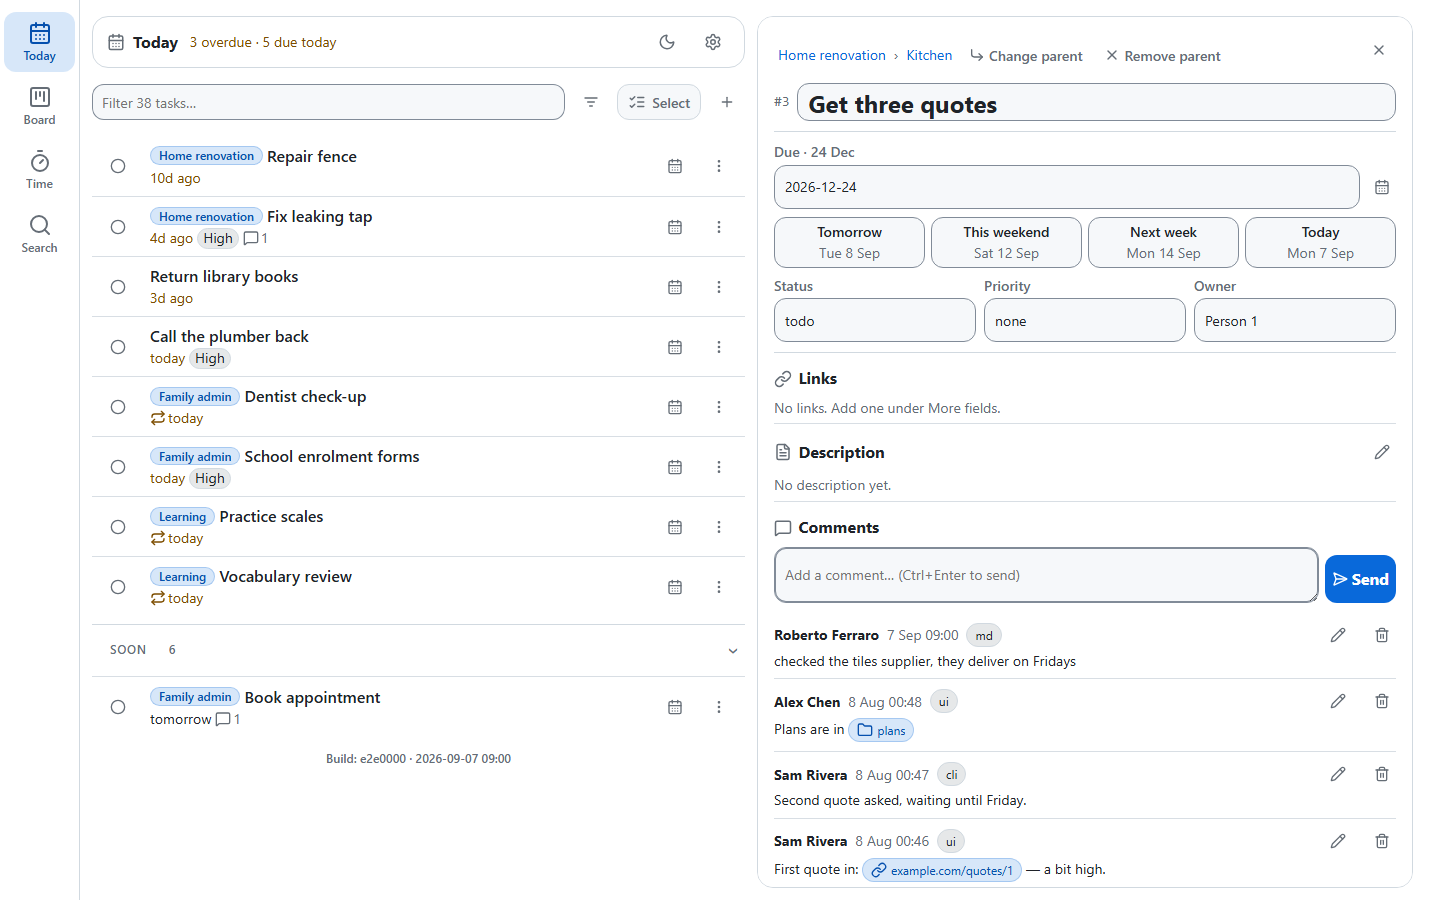 Today
Board
Time
Search
Today 3 overdue · 5 due today
Filter 38 tasks...
Select
Home renovation Repair fence
10d ago
Home renovation Fix leaking tap
4d ago High 1
Return library books
3d ago
Call the plumber back
today High
Family admin Dentist check-up
today
Family admin School enrolment forms
today High
Learning Practice scales
today
Learning Vocabulary review
today
SOON 6
Family admin Book appointment
tomorrow 1
Build: e2e0000 · 2026-09-07 09:00
Home renovation › Kitchen Change parent Remove parent
#3 Get three quotes
Due · 24 Dec
2026-12-24
Tomorrow This weekend Next week Today
Tue 8 Sep Sat 12 Sep Mon 14 Sep Mon 7 Sep
Status Priority Owner
todo none Person 1
Links
No links. Add one under More fields.
Description
No description yet.
Comments
Add a comment... (Ctrl+Enter to send)
Send
Roberto Ferraro 7 Sep 09:00 md
checked the tiles supplier, they deliver on Fridays
Alex Chen 8 Aug 00:48 ui
Plans are in plans
Sam Rivera 8 Aug 00:47 cli
Second quote asked, waiting until Friday.
Sam Rivera 8 Aug 00:46 ui
First quote in: example.com/quotes/1 — a bit high.